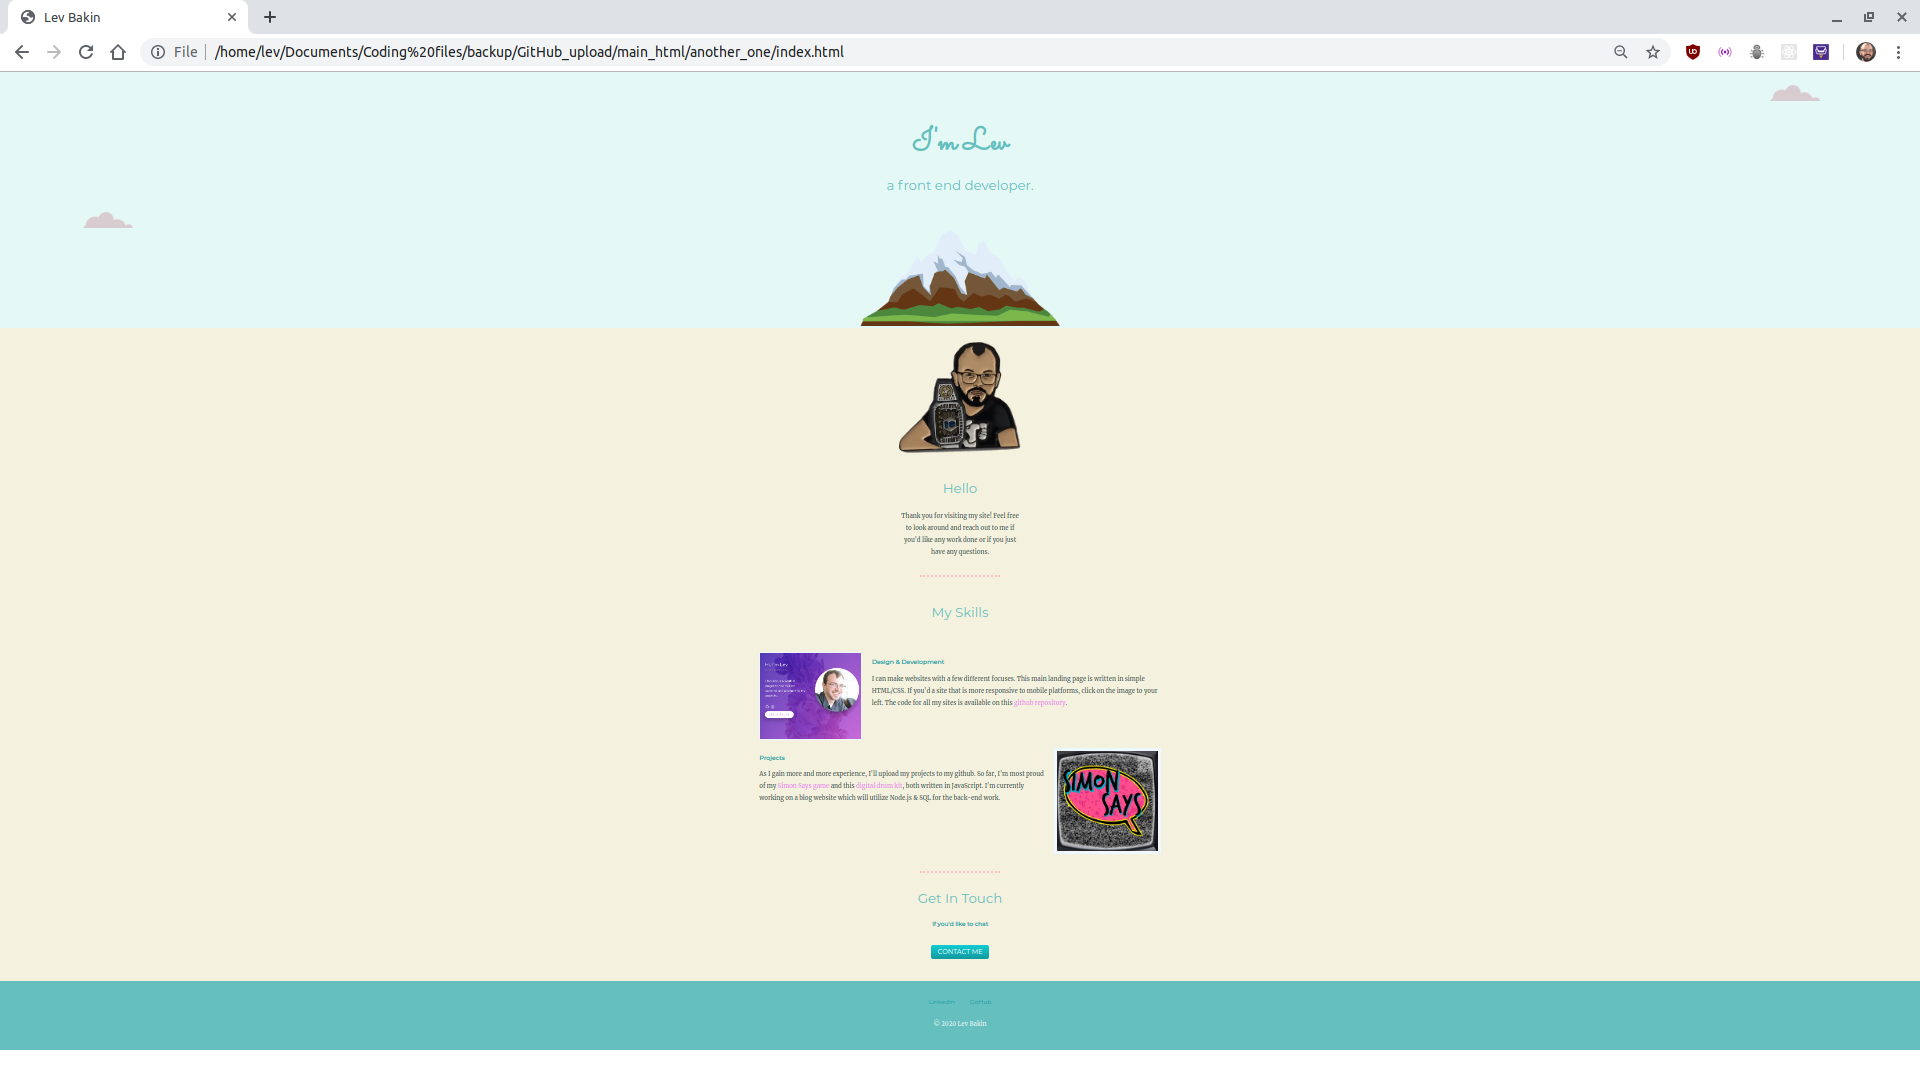 Lev Bakin
File
/home/lev/Documents/Coding%20files/backup/GitHub_upload/main_html/another_one/index.html
I'm Lev
a front end developer.
Hello
Thank you for visiting my site! Feel free
to look around and reach out to me if
you'd like any work done or if you just
have any questions.
My Skills
Hi, I'm Lev
Design & Development
I can make websites with a few different focuses. This main landing page is written in simple
HTML/CSS. If you'd a site that is more responsive to mobile platforms, click on the image to your
left. The code for all my sites is available on this github repository.
Projects
As I gain more and more experience, I'll upload my projects to my github. So far, I'm most proud
of my Simon Says game and this digital drum kit, both written in JavaScript. I'm currently
working on a blog website which will utilize Node.js & SQL for the back-end work.
SIMON
SAYS
Get In Touch
If you'd like to chat
CONTACT ME
LinkedIn GitHub
© 2020 Lev Bakin